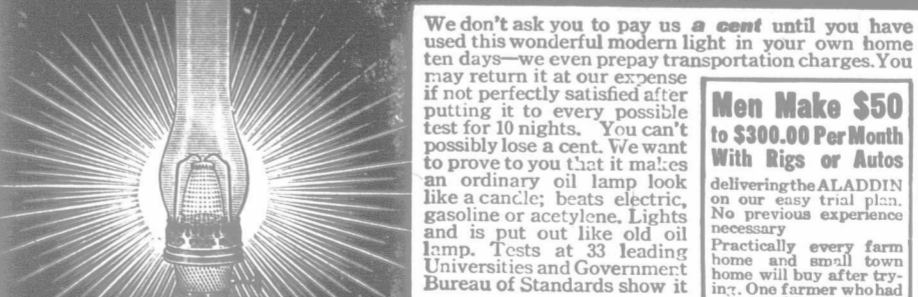 We don't ask you to pay us a cent until you have
used this wonderful modern light in your own home
ten days—we even prepay transportation charges. You
may return it at our expense
if not perfectly satisfied after
putting it to every possible
test for 10 nights. You can't
possibly lose a cent. We want
to prove to you that it makes
an ordinary oil lamp look
like a candle; beats electric,
gasoline or acetylene. Lights
and is put out like old oil
lamp. Tests at 33 leading
Universities and Government
Bureau of Standards show it
Men Make $50
to $300.00 Per Month
With Rigs or Autos
delivering the ALADDIN
on our easy trial plan.
No previous experience
necessary
Practically every farm
home and small town
home will buy after try-
ing. One farmer who had